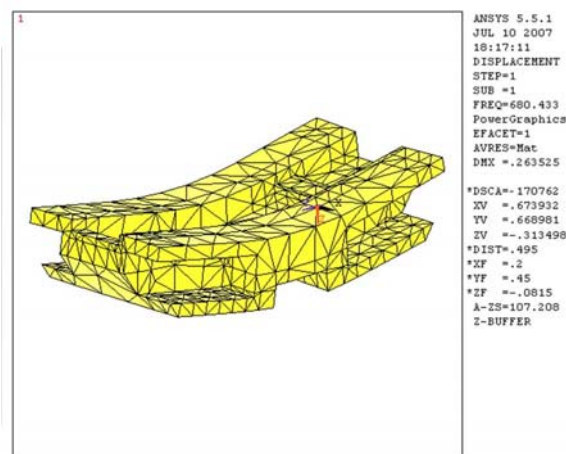 1
ANSYS 5.5.1
JUL 10 2007
18:17:11
DISPLACEMENT
STEP=1
SUB =1
FREQ=680.433
PowerGraphics
EFACET=1
AVRES=Mat
DMX =.263525
*DSCA=-170762
XV =.673932
YV =.668981
ZV =-.313498
*DIST=.495
*XF =.2
*YF =.45
*ZF =-.0815
A-ZS=107.208
Z-BUFFER